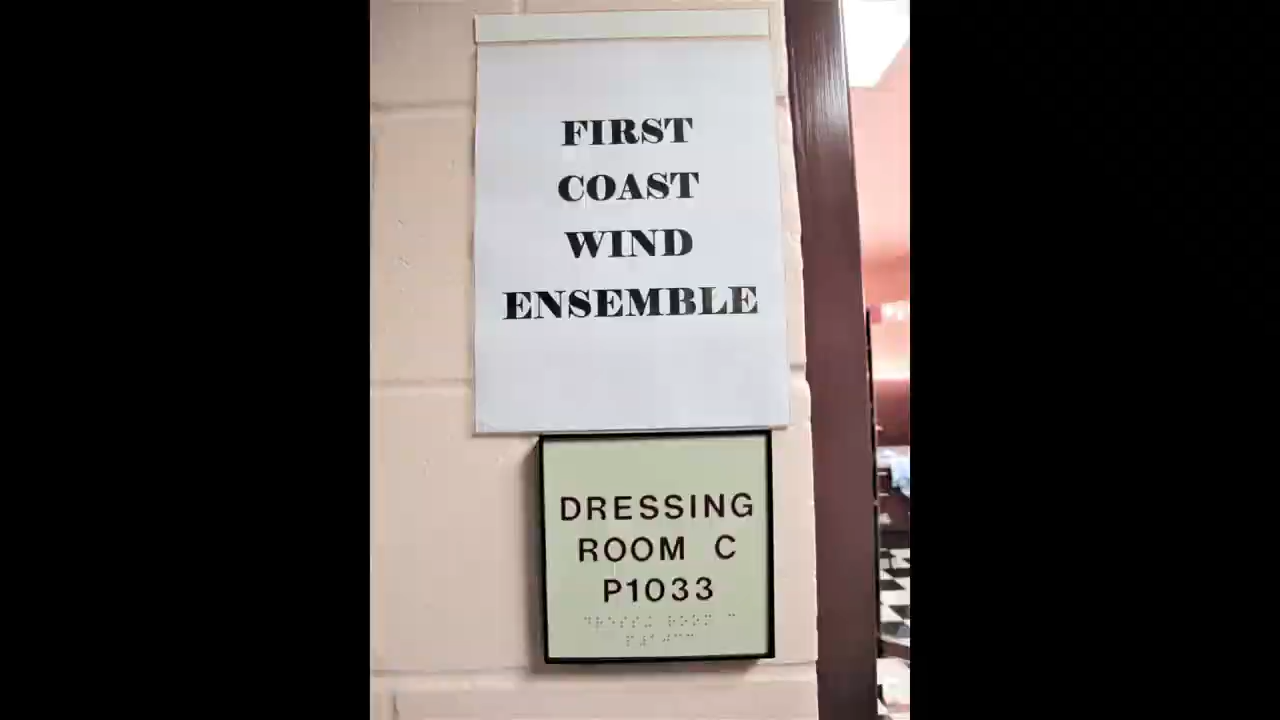 FIRST
COAST
WIND
ENSEMBLE
DRESSING
ROOM C
P1033